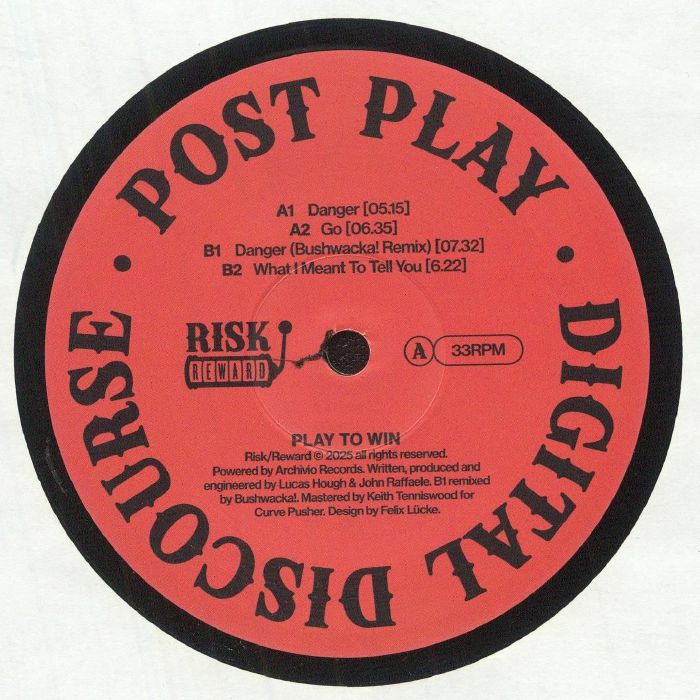 POST PLAY • DIGITAL DISCOURSE •
A1 Danger [05.15]
A2 Go [06.35]
B1 Danger (Bushwacka! Remix) [07.32]
B2 What I Meant To Tell You [6.22]
RISK
REWARD
A 33RPM
PLAY TO WIN
Risk/Reward © 2025 all rights reserved.
Powered by Archivio Records. Written, produced and
engineered by Lucas Hough & John Raffaele. B1 remixed
by Bushwacka!. Mastered by Keith Tenniswood for
Curve Pusher. Design by Felix Lücke.